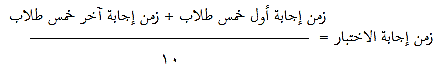 زمن إجابة أول خمس طلاب + زمن إجابة آخر خمس طلاب
زمن إجابة الاختبار =
١٠